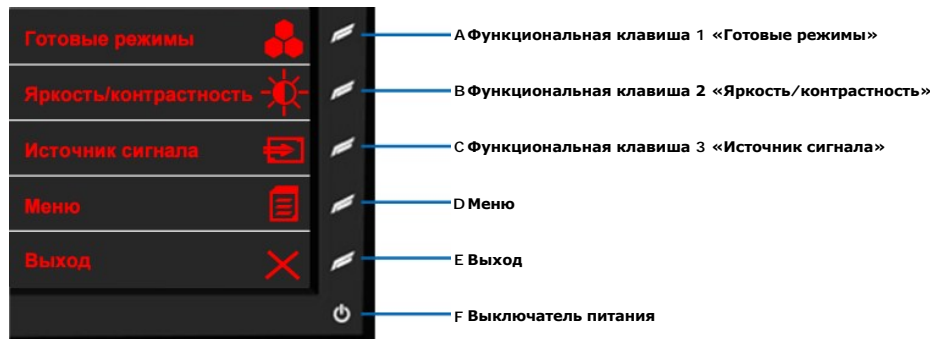 Готовые режимы
A Функциональная клавиша 1 «Готовые режимы»
Яркость/контрастность
B Функциональная клавиша 2 «Яркость/контрастность»
Источник сигнала
C Функциональная клавиша 3 «Источник сигнала»
Меню
D Меню
Выход
E Выход
F Выключатель питания